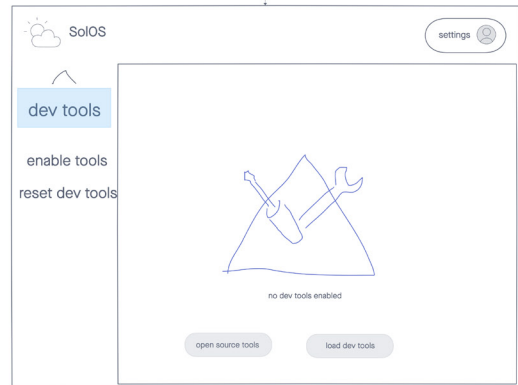 SolOS
settings
dev tools
enable tools
reset dev tools
no dev tools enabled
open source tools
load dev tools